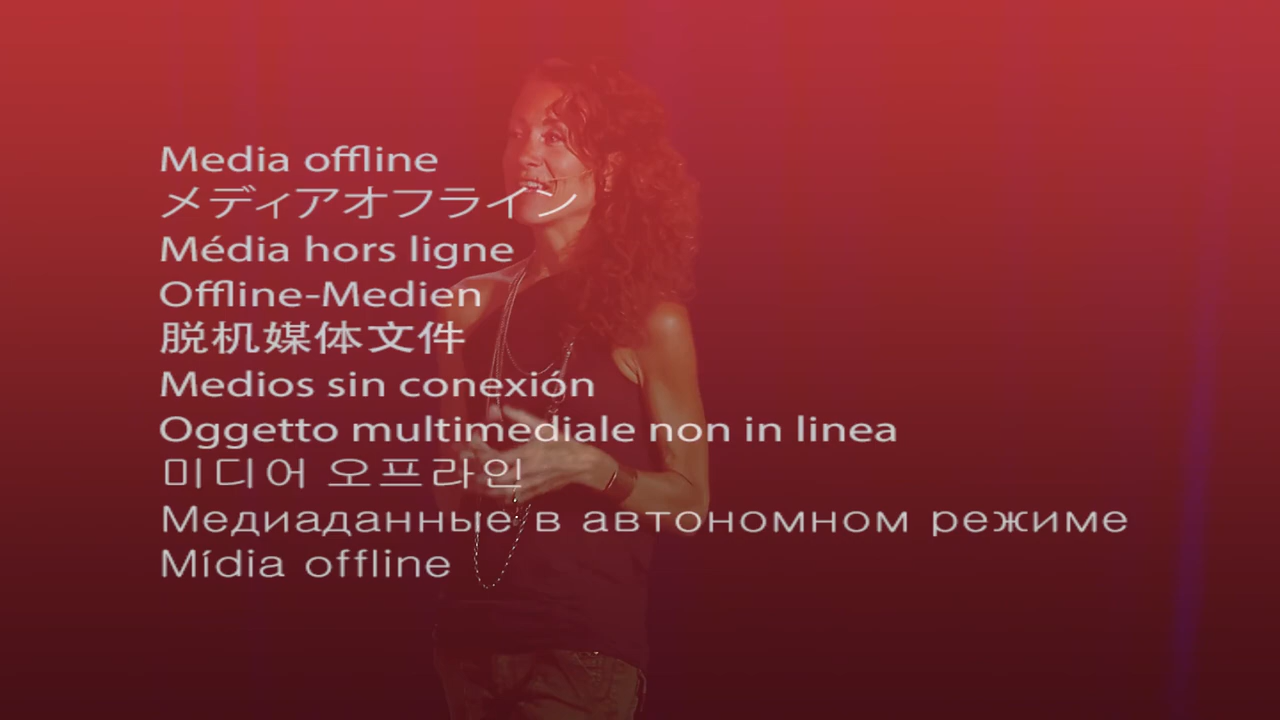 Media offline
メディアオフライン
Média hors ligne
Offline-Medien
脱机媒体文件
Medios sin conexión
Oggetto multimediale non in linea
미디어 오프라인
Медиаданные в автономном режиме
Mídia offline